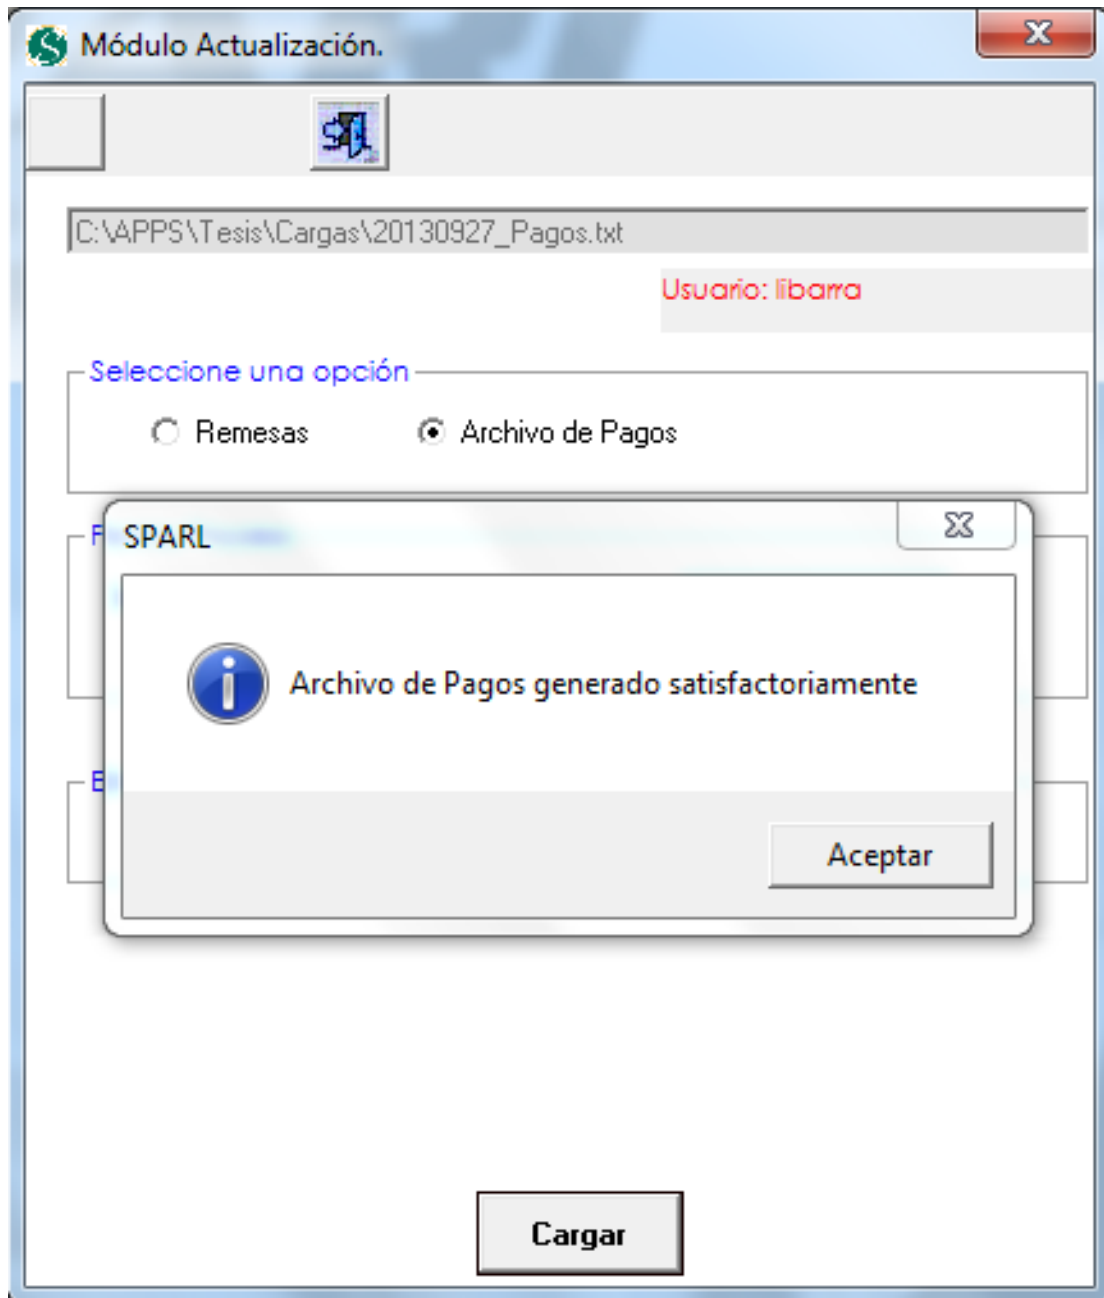 Módulo Actualización.
C:\APPS\Tesis\Cargas\20130927_Pagos.txt
Usuario: libarra
Seleccione una opción
Remesas
Archivo de Pagos
SPARL
Archivo de Pagos generado satisfactoriamente
Aceptar
Cargar